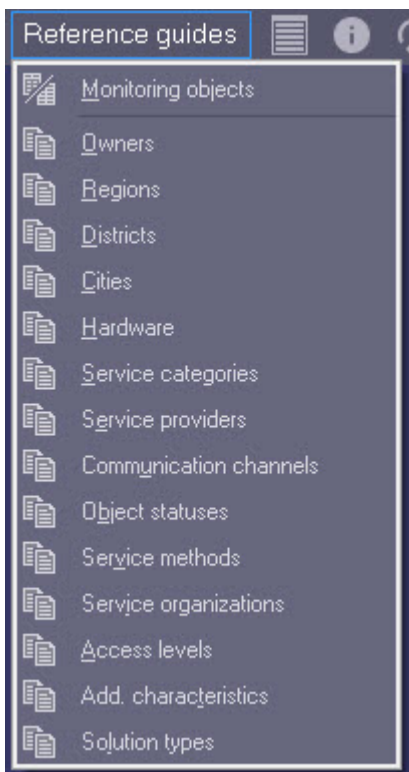 Reference guides
Monitoring objects
Owners
Regions
Districts
Cities
Hardware
Service categories
Service providers
Communication channels
Object statuses
Service methods
Service organizations
Access levels
Add. characteristics
Solution types